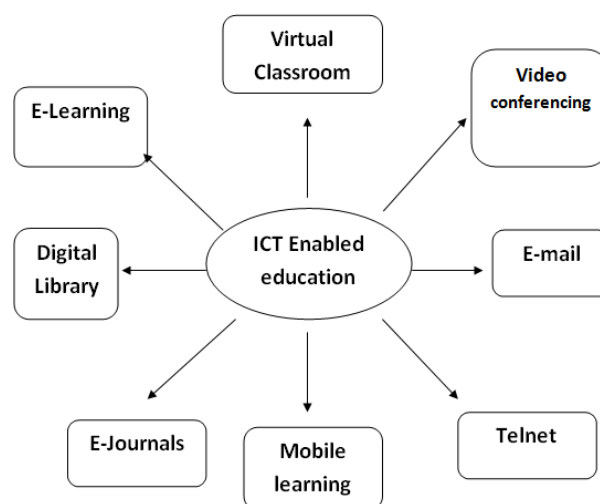 Virtual
Classroom
Video
conferencing
E-Learning
ICT Enabled
education
Digital
Library
E-mail
E-Journals
Mobile
learning
Telnet